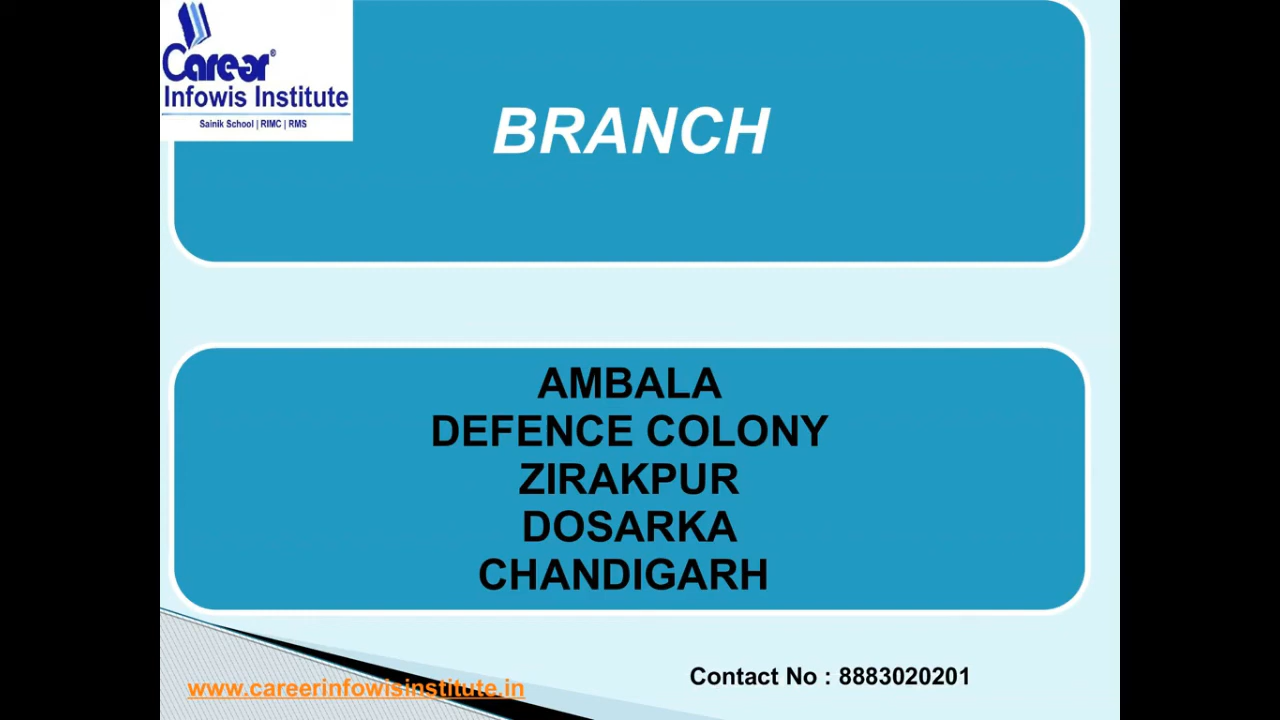 Career®
Infowis Institute
Sainik School | RIMC | RMS
BRANCH
AMBALA
DEFENCE COLONY
ZIRAKPUR
DOSARKA
CHANDIGARH
www.careerinfowisinstitute.in
Contact No : 8883020201